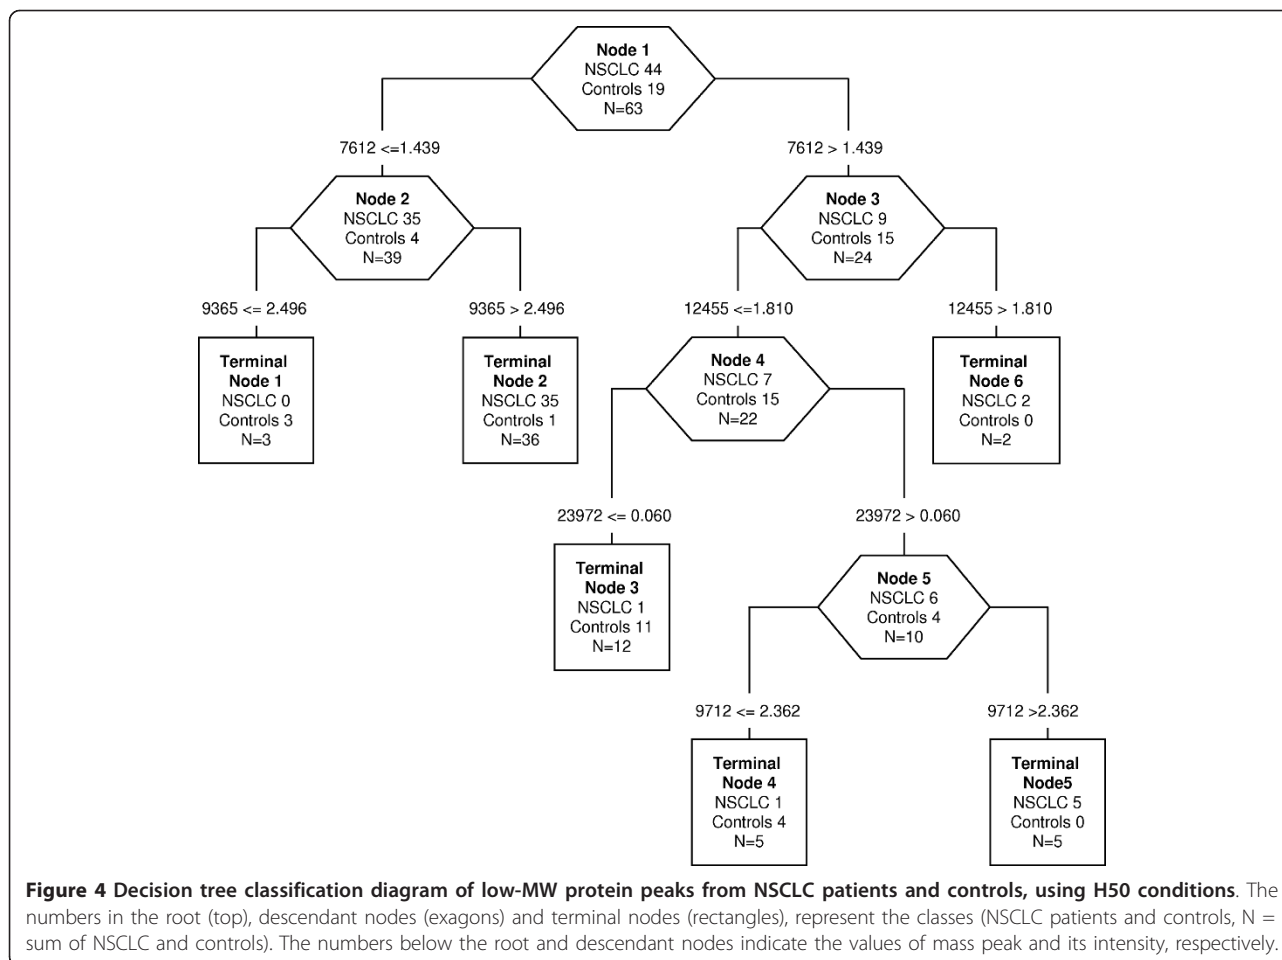 Node 1
NSCLC 44
Controls 19
N=63
7612 <=1.439
7612 > 1.439
Node 2
NSCLC 35
Controls 4
N=39
Node 3
NSCLC 9
Controls 15
N=24
9365 <= 2.496
9365 > 2.496
12455 <=1.810
12455 > 1.810
Terminal
Node 1
NSCLC 0
Controls 3
N=3
Terminal
Node 2
NSCLC 35
Controls 1
N=36
Node 4
NSCLC 7
Controls 15
N=22
Terminal
Node 6
NSCLC 2
Controls 0
N=2
23972 <= 0.060
23972 > 0.060
Terminal
Node 3
NSCLC 1
Controls 11
N=12
Node 5
NSCLC 6
Controls 4
N=10
9712 <= 2.362
9712 >2.362
Terminal
Node 4
NSCLC 1
Controls 4
N=5
Terminal
Node5
NSCLC 5
Controls 0
N=5
Figure 4 Decision tree classification diagram of low-MW protein peaks from NSCLC patients and controls, using H50 conditions. The
numbers in the root (top), descendant nodes (exagons) and terminal nodes (rectangles), represent the classes (NSCLC patients and controls, N =
sum of NSCLC and controls). The numbers below the root and descendant nodes indicate the values of mass peak and its intensity, respectively.